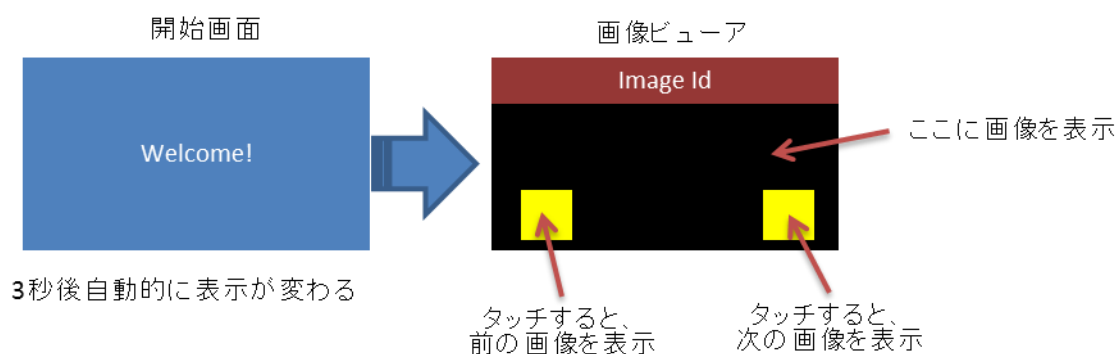 開始画面
画像ビューア
Image Id
Welcome!
ここに画像を表示
3秒後自動的に表示が変わる
タッチすると、
前の画像を表示
タッチすると、
次の画像を表示